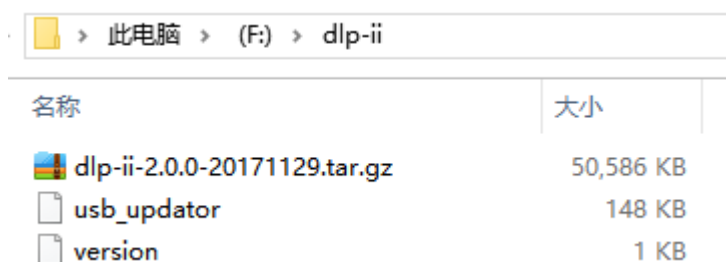 此电脑 > (F:) > dlp-ii
名称 大小
dlp-ii-2.0.0-20171129.tar.gz 50,586 KB
usb_updator 148 KB
version 1 KB